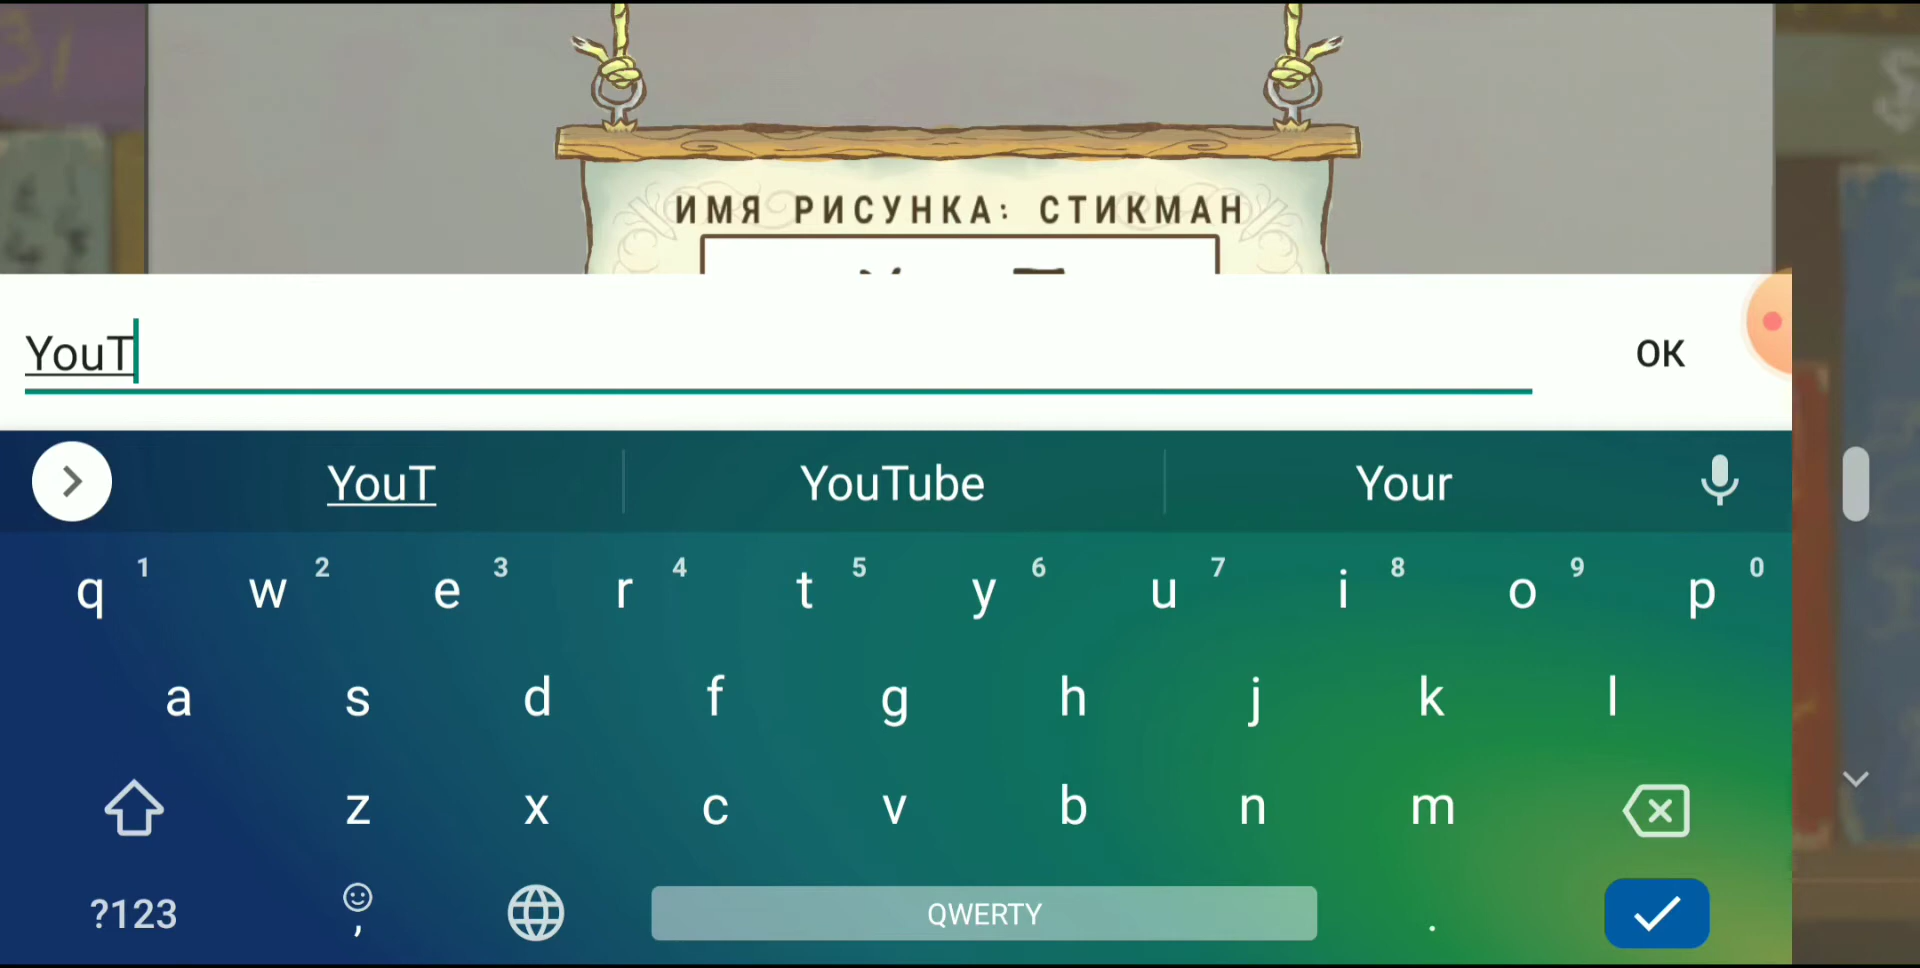 ИМЯ РИСУНКА: СТИКМАН
YouT
OK
YouT YouTube Your
q 1 w 2 e 3 r 4 t 5 y 6 u 7 i 8 o 9 p 0
a s d f g h j k l
z x c v b n m
?123 , QWERTY .